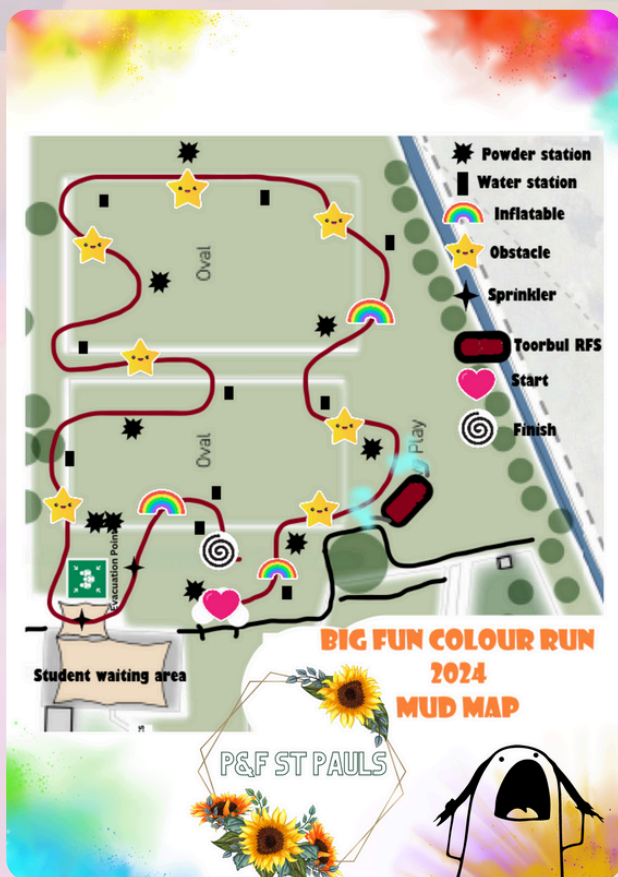 Powder station
Water station
Inflatable
Obstacle
Sprinkler
Toorbul RFS
Start
Finish
Oval
Oval
Play
Evacuation Point
Student waiting area
BIG FUN COLOUR RUN
2024
MUD MAP
P&F ST PAULS